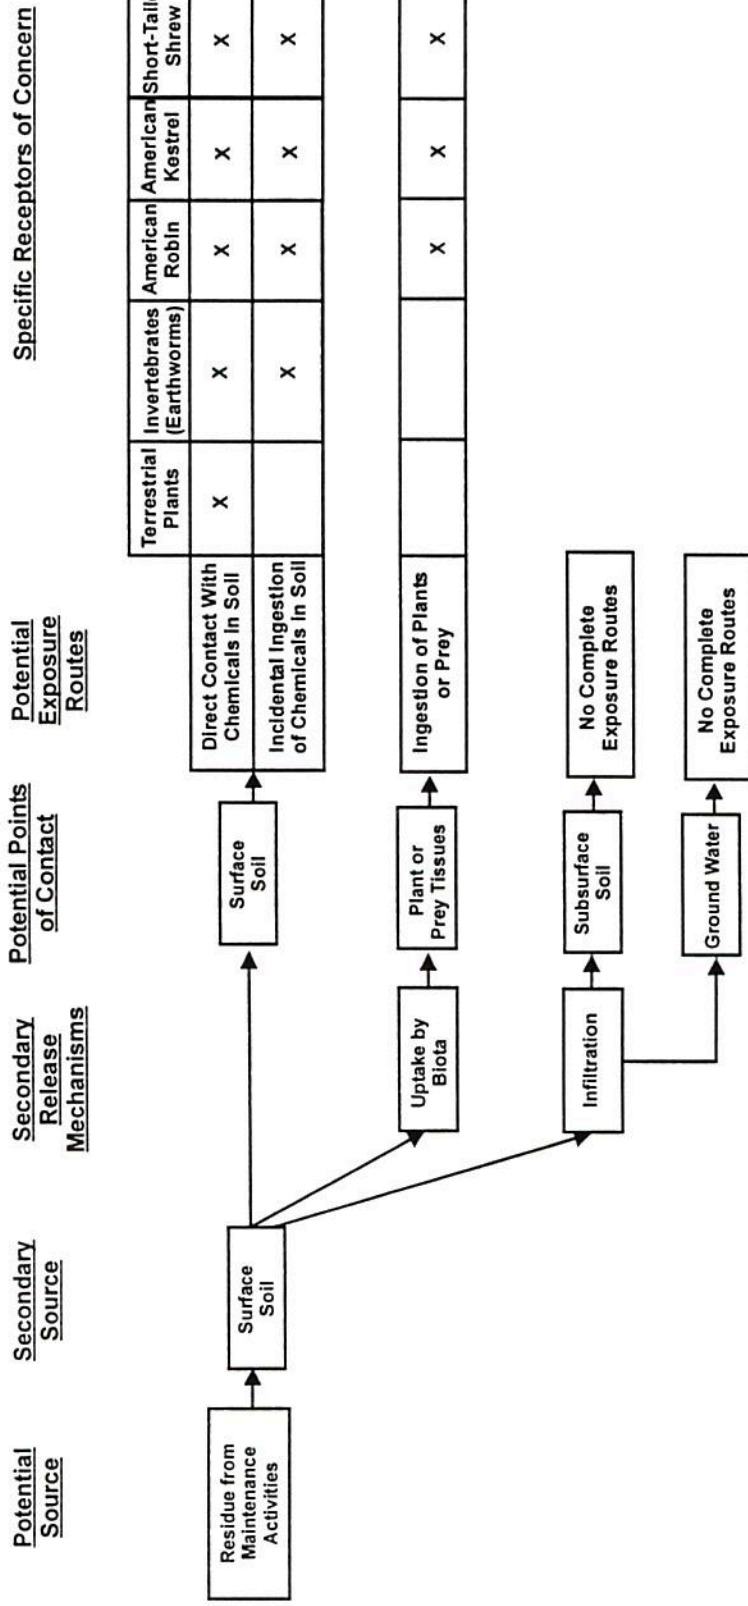 Potential
Source
Secondary
Source
Secondary
Release
Mechanisms
Potential Points
of Contact
Potential
Exposure
Routes
Specific Receptors of Concern
Terrestrial
Plants
Invertebrates
(Earthworms)
American
Robin
American
Kestrel
Short-Tail
Shrew
Residue from
Maintenance
Activities
Surface
Soil
Surface
Soil
Direct Contact With
Chemicals In Soil
X
X
X
X
X
Incidental Ingestion
of Chemicals In Soil
X
X
X
X
Uptake by
Biota
Plant or
Prey Tissues
Ingestion of Plants
or Prey
X
X
X
Infiltration
Subsurface
Soil
No Complete
Exposure Routes
Ground Water
No Complete
Exposure Routes